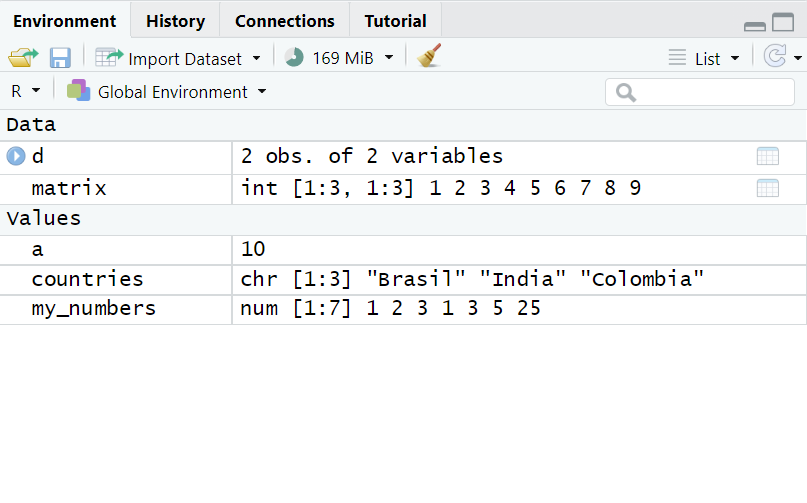 Environment History Connections Tutorial
Import Dataset 169 MiB List
R Global Environment
Data
d 2 obs. of 2 variables
matrix int [1:3, 1:3] 1 2 3 4 5 6 7 8 9
Values
a 10
countries chr [1:3] "Brasil" "India" "Colombia"
my_numbers num [1:7] 1 2 3 1 3 5 25